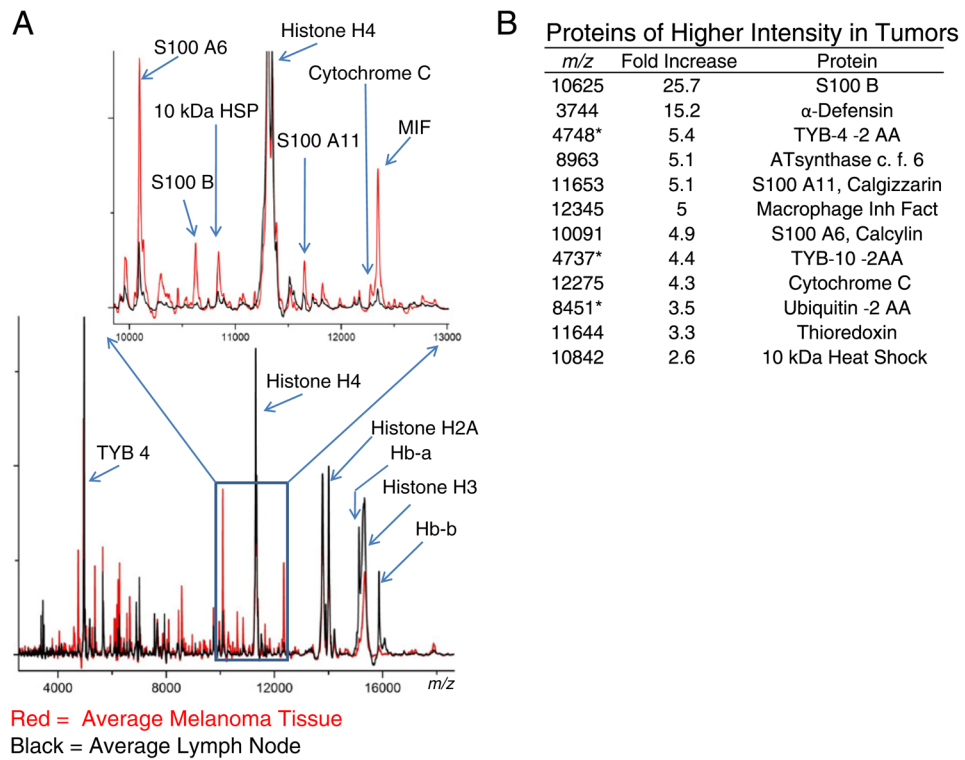 A
S100 A6
Histone H4
Cytochrome C
10 kDa HSP
S100 A11
MIF
S100 B
10000 11000 12000 13000
Histone H4
Histone H2A
TYB 4
Hb-a
Histone H3
Hb-b
4000 8000 12000 16000
m/z
Red = Average Melanoma Tissue
Black = Average Lymph Node
B
Proteins of Higher Intensity in Tumors
m/z Fold Increase Protein
10625 25.7 S100 B
3744 15.2 α-Defensin
4748* 5.4 TYB-4 -2 AA
8963 5.1 ATsynthase c. f. 6
11653 5.1 S100 A11, Calgizzarin
12345 5 Macrophage Inh Fact
10091 4.9 S100 A6, Calcylin
4737* 4.4 TYB-10 -2AA
12275 4.3 Cytochrome C
8451* 3.5 Ubiquitin -2 AA
11644 3.3 Thioredoxin
10842 2.6 10 kDa Heat Shock